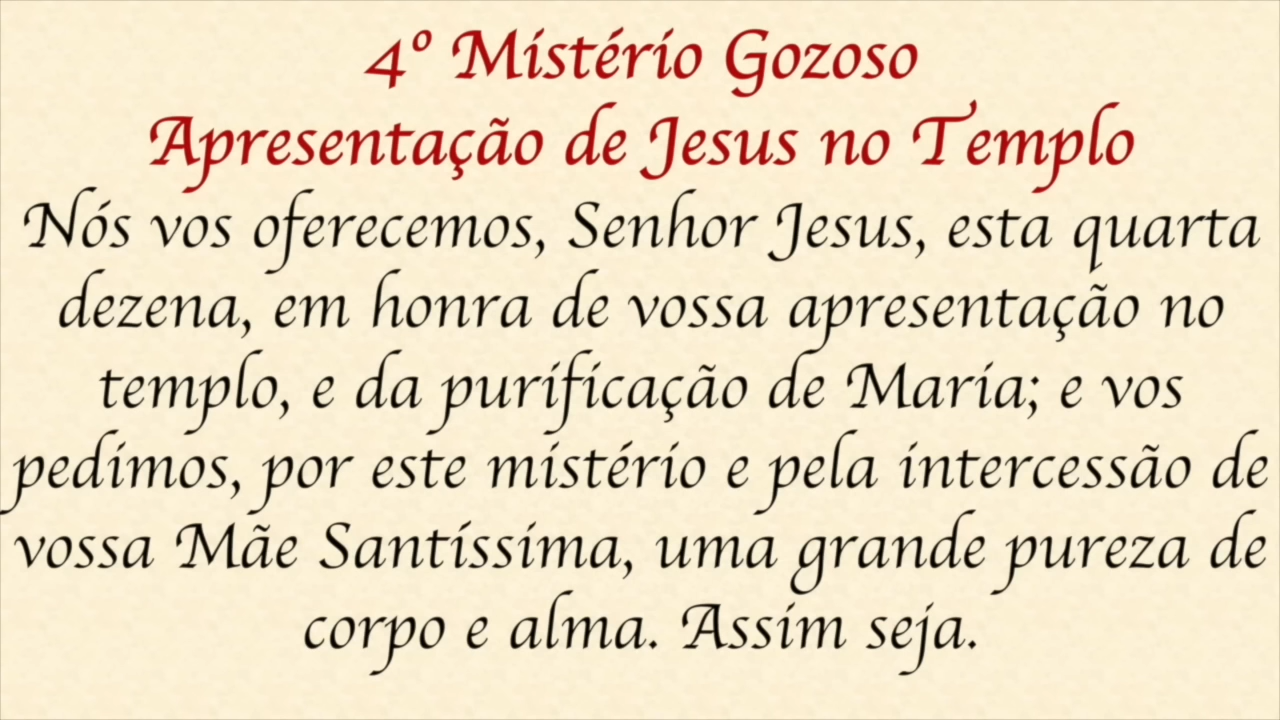 4º Mistério Gozoso
Apresentação de Jesus no Templo
Nós vos oferecemos, Senhor Jesus, esta quarta
dezena, em honra de vossa apresentação no
templo, e da purificação de Maria; e vos
pedimos, por este mistério e pela intercessão de
vossa Mãe Santíssima, uma grande pureza de
corpo e alma. Assim seja.